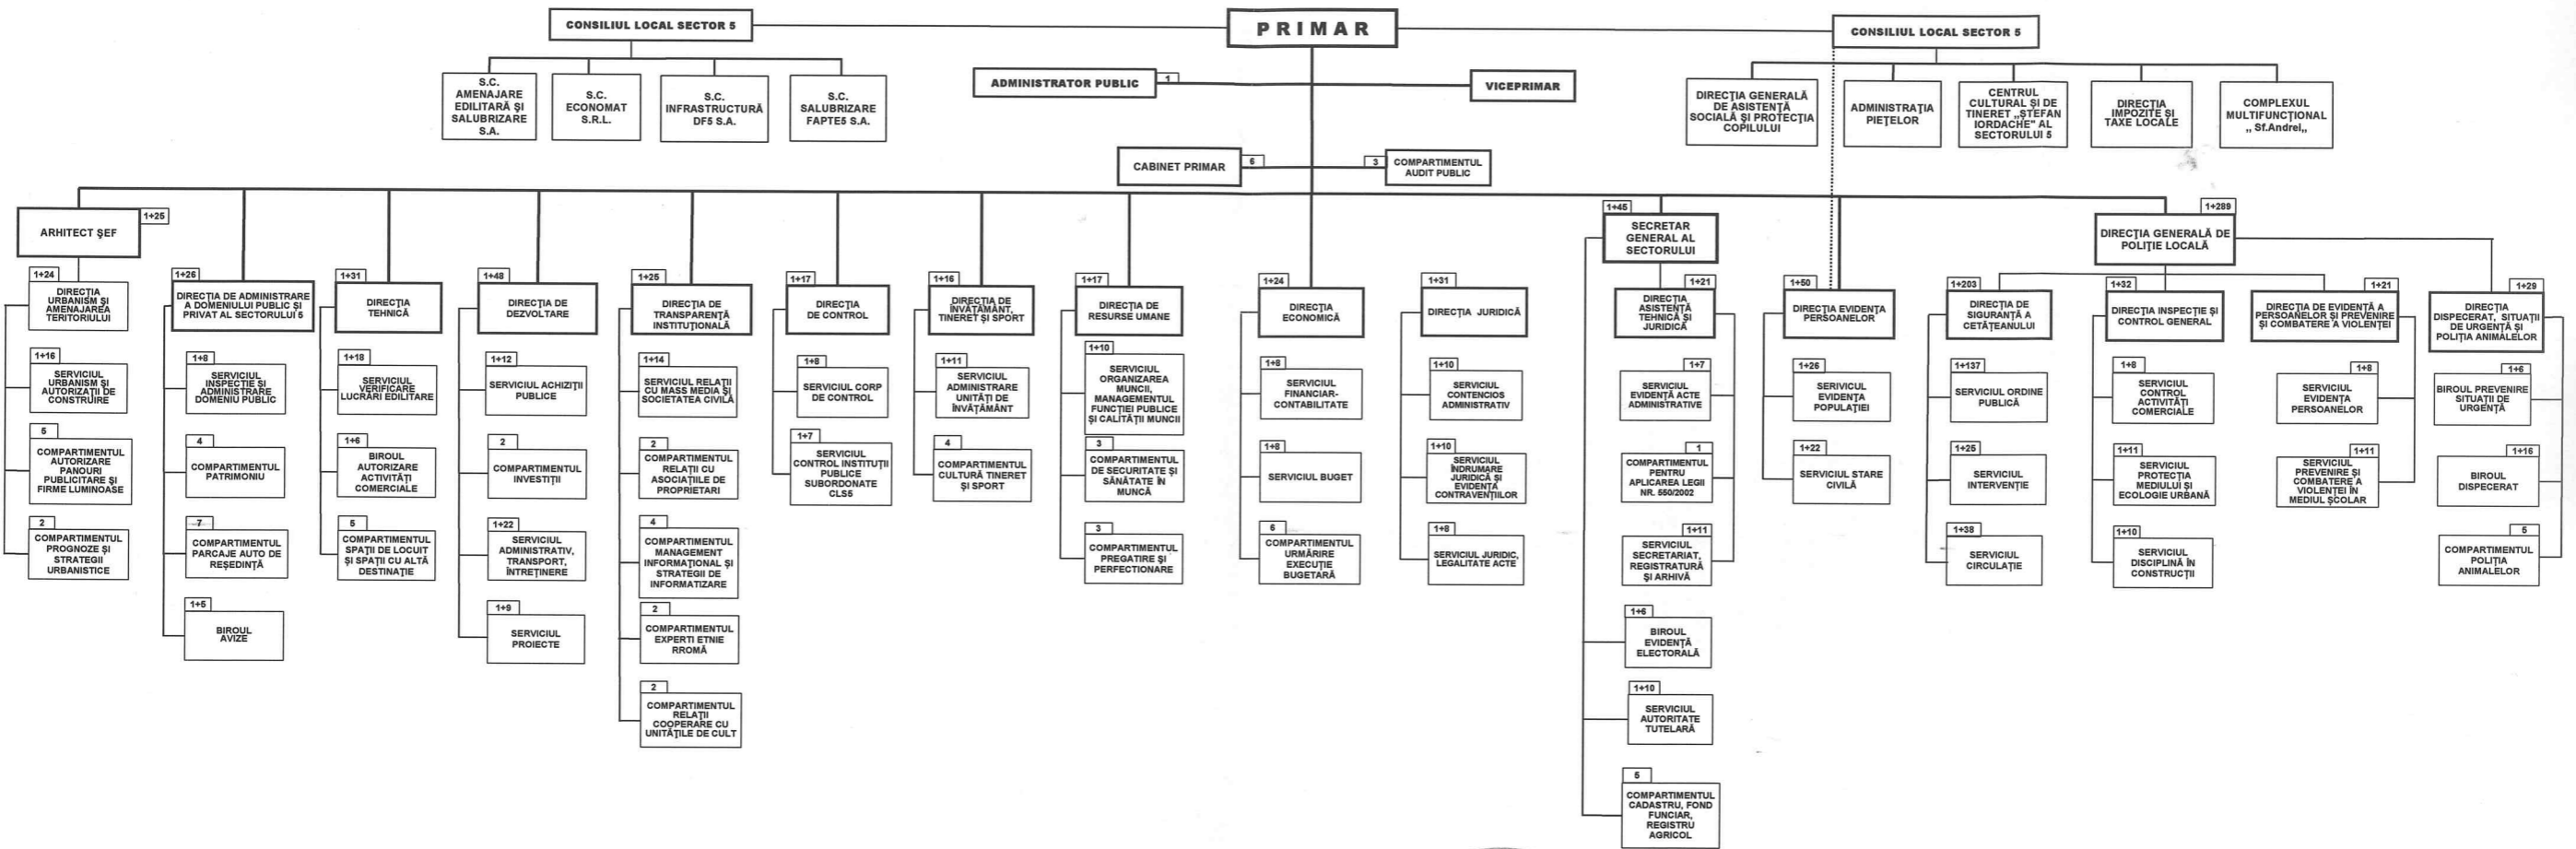 CONSILIUL LOCAL SECTOR 5
PRIMAR
CONSILIUL LOCAL SECTOR 5
S.C.
AMENAJARE
EDILITARĂ ŞI
SALUBRIZARE
S.A.
S.C.
ECONOMAT
S.R.L.
S.C.
INFRASTRUCTURĂ
DF5 S.A.
S.C.
SALUBRIZARE
FAPTE5 S.A.
ADMINISTRATOR PUBLIC
1
VICEPRIMAR
DIRECŢIA GENERALĂ
DE ASISTENŢĂ
SOCIALĂ ŞI PROTECŢIA
COPILULUI
ADMINISTRAŢIA
PIEŢELOR
CENTRUL
CULTURAL ŞI DE
TINERET ,,ŞTEFAN
IORDACHE" AL
SECTORULUI 5
DIRECŢIA
IMPOZITE ŞI
TAXE LOCALE
COMPLEXUL
MULTIFUNCŢIONAL
,, Sf.Andrei,,
CABINET PRIMAR
6
3
COMPARTIMENTUL
AUDIT PUBLIC
1+25
ARHITECT ŞEF
1+24
DIRECŢIA
URBANISM ŞI
AMENAJAREA
TERITORIULUI
1+16
SERVICIUL
URBANISM ŞI
AUTORIZAŢII DE
CONSTRUIRE
5
COMPARTIMENTUL
AUTORIZARE
PANOURI
PUBLICITARE ŞI
FIRME LUMINOASE
2
COMPARTIMENTUL
PROGNOZE ŞI
STRATEGII
URBANISTICE
1+26
DIRECŢIA DE ADMINISTRARE
A DOMENIULUI PUBLIC ŞI
PRIVAT AL SECTORULUI 5
1+8
SERVICIUL
INSPECTIE ŞI
ADMINISTRARE
DOMENIU PUBLIC
4
COMPARTIMENTUL
PATRIMONIU
7
COMPARTIMENTUL
PARCAJE AUTO DE
REŞEDINŢĂ
1+5
BIROUL
AVIZE
1+31
DIRECŢIA
TEHNICĂ
1+18
SERVICIUL
VERIFICARE
LUCRARI EDILITARE
1+6
BIROUL
AUTORIZARE
ACTIVITĂŢI
COMERCIALE
5
COMPARTIMENTUL
SPAŢII DE LOCUIT
ŞI SPAŢII CU ALTĂ
DESTINAŢIE
1+48
DIRECŢIA DE
DEZVOLTARE
1+12
SERVICIUL ACHIZIŢII
PUBLICE
2
COMPARTIMENTUL
INVESTIŢII
1+22
SERVICIUL
ADMINISTRATIV,
TRANSPORT,
ÎNTREŢINERE
1+9
SERVICIUL
PROIECTE
1+25
DIRECŢIA DE
TRANSPARENŢĂ
INSTITUŢIONALĂ
1+14
SERVICIUL RELAŢII
CU MASS MEDIA ŞI
SOCIETATEA CIVILĂ
2
COMPARTIMENTUL
RELAŢII CU
ASOCIAŢIILE DE
PROPRIETARI
4
COMPARTIMENTUL
MANAGEMENT
INFORMAŢIONAL ŞI
STRATEGII DE
INFORMATIZARE
2
COMPARTIMENTUL
EXPERTI ETNIE
RROMĂ
2
COMPARTIMENTUL
RELAŢII
COOPERARE CU
UNITĂŢILE DE CULT
1+17
DIRECŢIA
DE CONTROL
1+8
SERVICIUL CORP
DE CONTROL
1+7
SERVICIUL
CONTROL INSTITUŢII
PUBLICE
SUBORDONATE
CLS5
1+16
DIRECŢIA DE
ÎNVĂŢĂMÂNT,
TINERET ŞI SPORT
1+11
SERVICIUL
ADMINISTRARE
UNITĂŢI DE
ÎNVĂŢĂMÂNT
4
COMPARTIMENTUL
CULTURĂ TINERET
ŞI SPORT
1+17
DIRECŢIA DE
RESURSE UMANE
1+10
SERVICIUL
ORGANIZAREA
MUNCII,
MANAGEMENTUL
FUNCŢIEI PUBLICE
ŞI CALITĂŢII MUNCII
3
COMPARTIMENTUL
DE SECURITATE ŞI
SĂNĂTATE ÎN
MUNCĂ
3
COMPARTIMENTUL
PREGATIRE ŞI
PERFECTIONARE
1+24
DIRECŢIA
ECONOMICĂ
1+8
SERVICIUL
FINANCIAR-
CONTABILITATE
1+8
SERVICIUL BUGET
6
COMPARTIMENTUL
URMĂRIRE
EXECUTIE
BUGETARĂ
1+31
DIRECŢIA JURIDICĂ
1+10
SERVICIUL
CONTENCIOS
ADMINISTRATIV
1+10
SERVICIUL
ÎNDRUMARE
JURIDICĂ ŞI
EVIDENŢA
CONTRAVENŢIILOR
1+8
SERVICIUL JURIDIC,
LEGALITATE ACTE
1+45
SECRETAR
GENERAL AL
SECTORULUI
1+21
DIRECŢIA
ASISTENŢĂ
TEHNICĂ ŞI
JURIDICĂ
1+7
SERVICIUL
EVIDENŢĂ ACTE
ADMINISTRATIVE
1
COMPARTIMENTUL
PENTRU
APLICAREA LEGII
NR. 550/2002
1+11
SERVICIUL
SECRETARIAT,
REGISTRATURĂ
ŞI ARHIVĂ
1+6
BIROUL
EVIDENŢĂ
ELECTORALĂ
1+10
SERVICIUL
AUTORITATE
TUTELARĂ
5
COMPARTIMENTUL
CADASTRU, FOND
FUNCIAR,
REGISTRU
AGRICOL
1+50
DIRECŢIA EVIDENŢA
PERSOANELOR
1+26
SERVICUL
EVIDENŢA
POPULAŢIEI
1+22
SERVICIUL STARE
CIVILĂ
1+289
DIRECŢIA GENERALĂ DE
POLIŢIE LOCALĂ
1+203
DIRECŢIA DE
SIGURANŢĂ A
CETĂŢEANULUI
1+137
SERVICIUL ORDINE
PUBLICĂ
1+25
SERVICIUL
INTERVENŢIE
1+38
SERVICIUL
CIRCULAŢIE
1+32
DIRECŢIA INSPECŢIE ŞI
CONTROL GENERAL
1+8
SERVICIUL
CONTROL
ACTIVITĂŢI
COMERCIALE
1+11
SERVICIUL
PROTECŢIA
MEDIULUI ŞI
ECOLOGIE URBANĂ
1+10
SERVICIUL
DISCIPLINĂ ÎN
CONSTRUCTII
1+21
DIRECŢIA DE EVIDENŢĂ A
PERSOANELOR ŞI PREVENIRE
ŞI COMBATERE A VIOLENŢEI
1+8
SERVICIUL
EVIDENŢA
PERSOANELOR
1+11
SERVICIUL
PREVENIRE ŞI
COMBATERE A
VIOLENŢEI ÎN
MEDIUL ŞCOLAR
1+29
DIRECŢIA
DISPECERAT, SITUAŢII
DE URGENŢĂ ŞI
POLIŢIA ANIMALELOR
1+6
BIROUL PREVENIRE
SITUAŢII DE
URGENŢĂ
1+16
BIROUL
DISPECERAT
5
COMPARTIMENTUL
POLIŢIA
ANIMALELOR